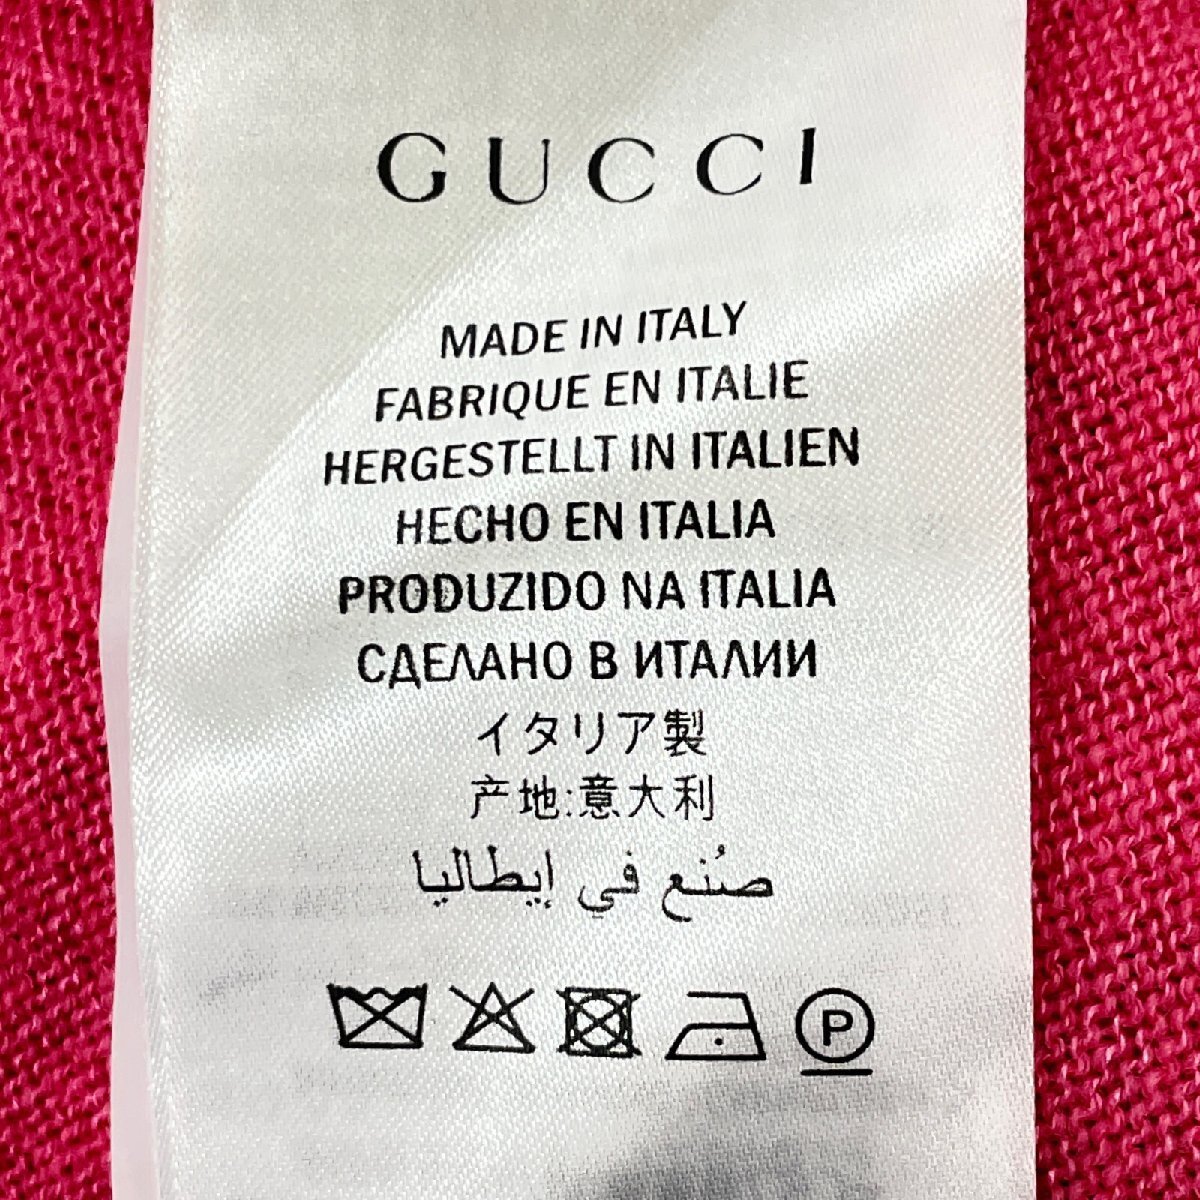 GUCCI
MADE IN ITALY
FABRIQUE EN ITALIE
HERGESTELLT IN ITALIEN
HECHO EN ITALIA
PRODUZIDO NA ITALIA
СДЕЛАНО В ИТАЛИИ
イタリア製
产地:意大利
صُنع في إيطاليا
P